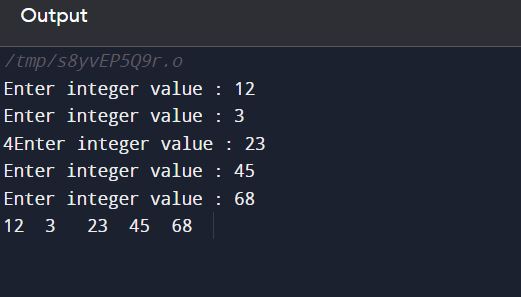 Output
/tmp/s8yvEP5Q9r.o
Enter integer value : 12
Enter integer value : 3
4Enter integer value : 23
Enter integer value : 45
Enter integer value : 68
12  3   23  45  68